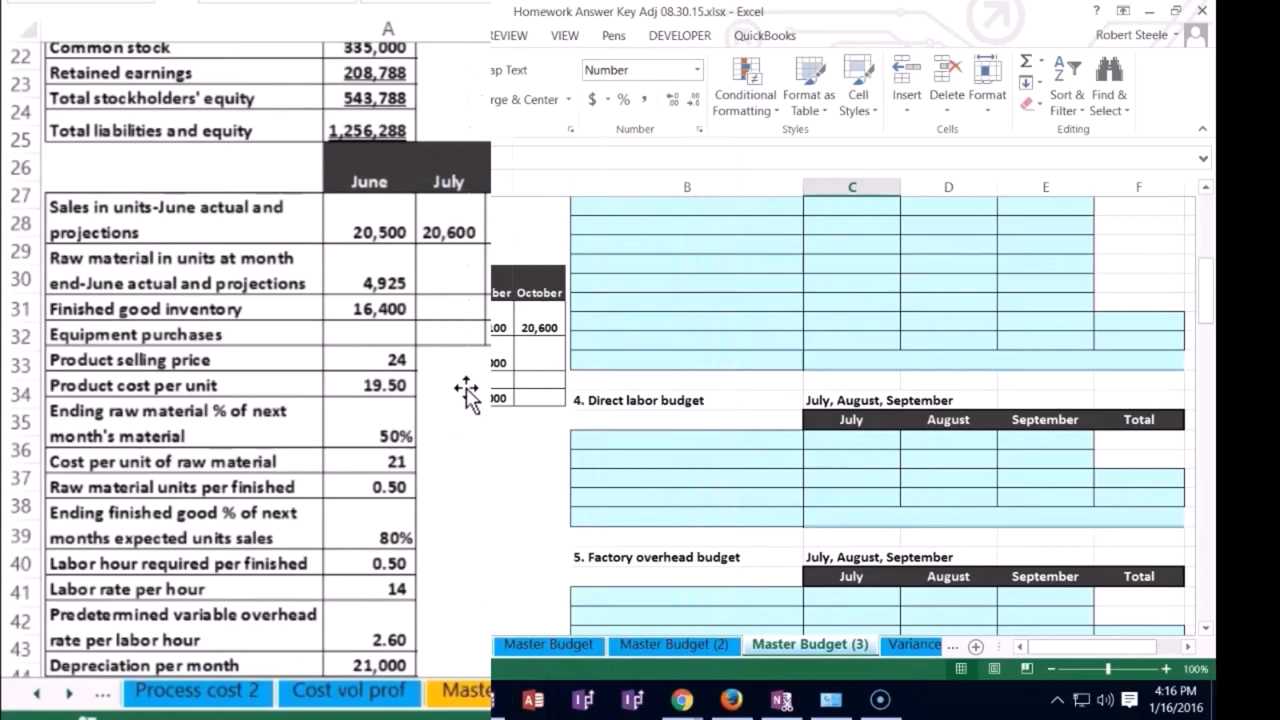 Homework Answer Key Adj 08.30.15.xlsx - Excel
REVIEW VIEW Pens DEVELOPER QuickBooks Robert Steele
ap Text Number
rge & Center $ % ,
Conditional Formatting
Format as Table
Cell Styles
Insert Delete Format
Sort & Filter
Find & Select
Number Styles Cells Editing
A
22 Common stock 335,000
23 Retained earnings 208,788
24 Total stockholders' equity 543,788
25 Total liabilities and equity 1,256,288
26
27 June July
28 Sales in units-June actual and
projections 20,500 20,600
29 Raw material in units at month
30 end-June actual and projections 4,925
31 Finished good inventory 16,400
32 Equipment purchases
33 Product selling price 24
34 Product cost per unit 19.50
35 Ending raw material % of next
36 month's material 50%
Cost per unit of raw material 21
37 Raw material units per finished 0.50
38 Ending finished good % of next
39 months expected units sales 80%
40 Labor hour required per finished 0.50
41 Labor rate per hour 14
42 Predetermined variable overhead
43 rate per labor hour 2.60
Depreciation per month 21,000
... Process cost 2 Cost vol prof Maste
B C D E F
ber October
100 20,600
000
000
4. Direct labor budget July, August, September
July August September Total
5. Factory overhead budget July, August, September
July August September Total
Master Budget Master Budget (2) Master Budget (3) Variance ...
100%
4:16 PM
1/16/2016